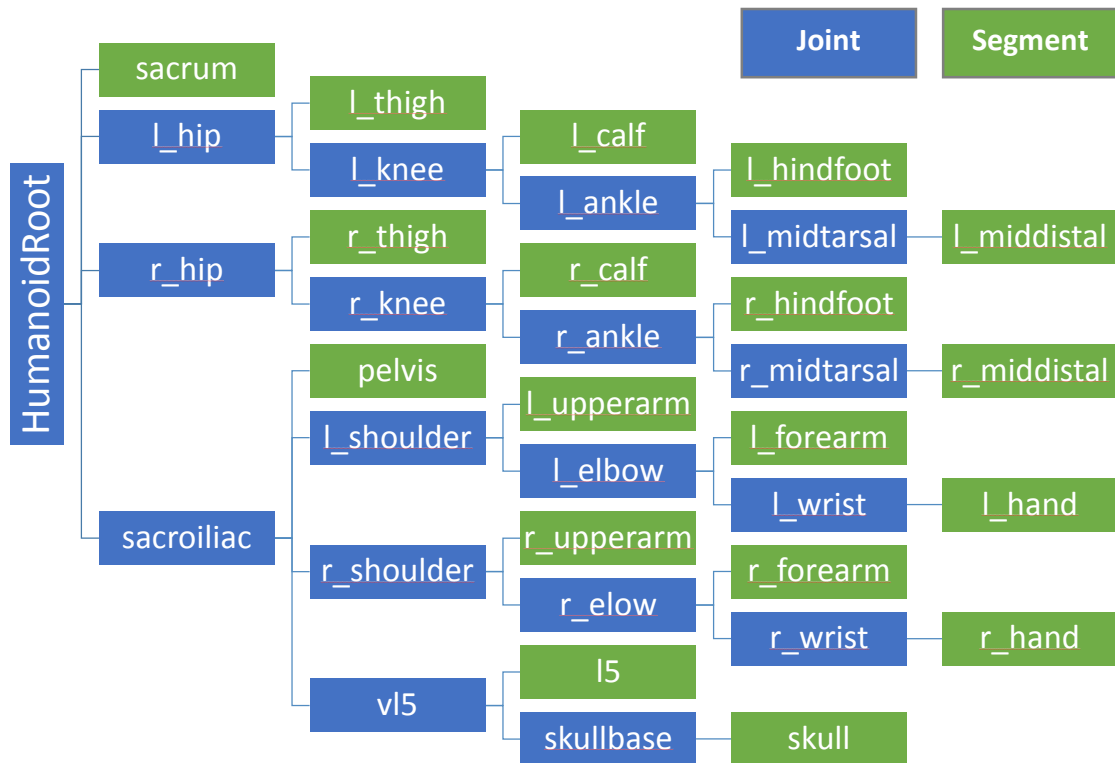 Joint
Segment
HumanoidRoot
sacrum
l_hip
l_thigh
l_knee
l_calf
l_ankle
l_hindfoot
l_midtarsal
l_middistal
r_hip
r_thigh
r_knee
r_calf
r_ankle
r_hindfoot
r_midtarsal
r_middistal
sacroiliac
pelvis
l_shoulder
l_upperarm
l_elbow
l_forearm
l_wrist
l_hand
r_shoulder
r_upperarm
r_elow
r_forearm
r_wrist
r_hand
vl5
l5
skullbase
skull